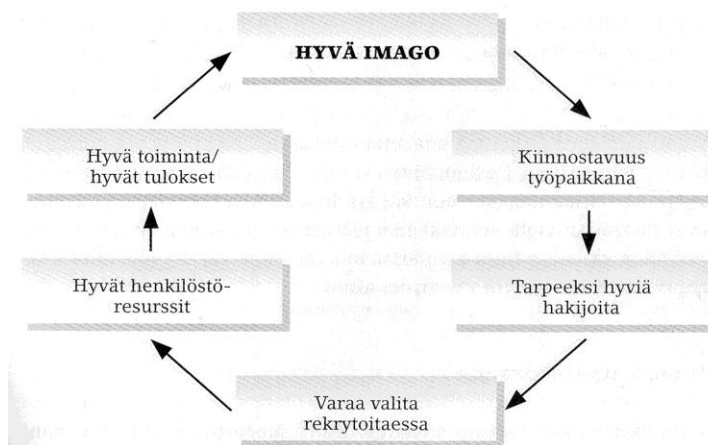 HYVÄ IMAGO
Kiinnostavuus
työpaikkana
Tarpeeksi hyviä
hakijoita
Varaa valita
rekrytoitaessa
Hyvät henkilöstö-
resurssit
Hyvä toiminta/
hyvät tulokset